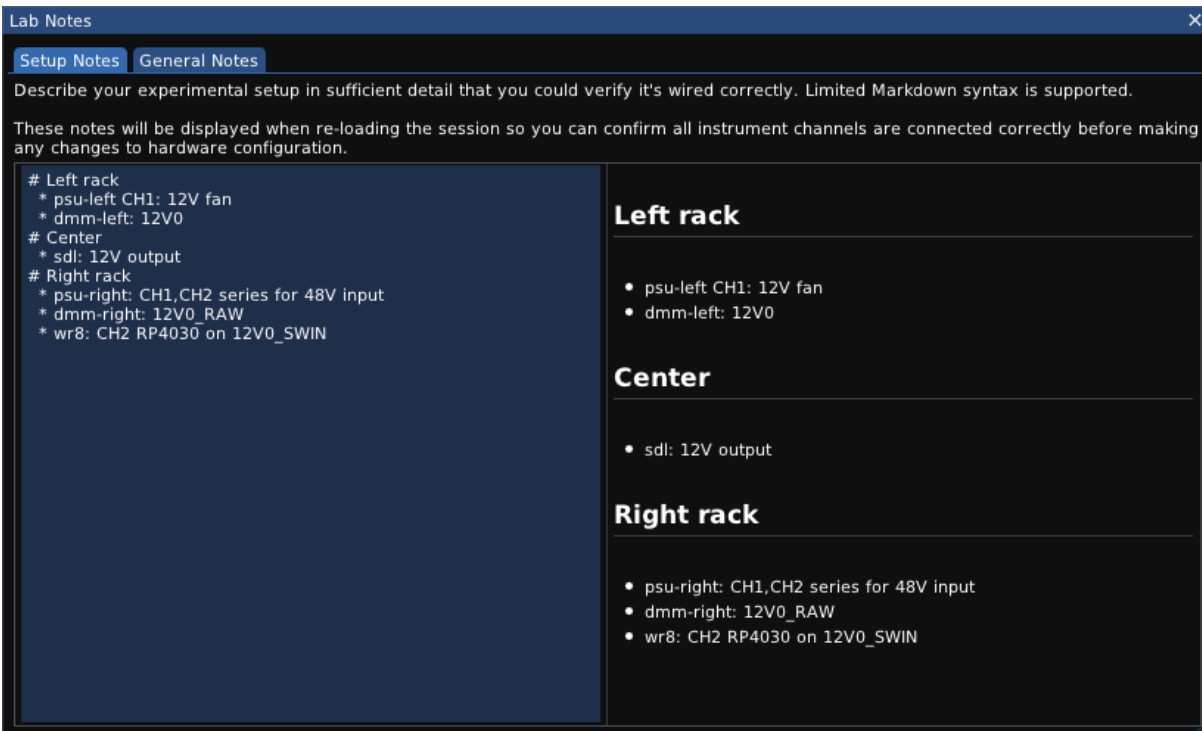 Lab Notes
Setup Notes General Notes
Describe your experimental setup in sufficient detail that you could verify it's wired correctly. Limited Markdown syntax is supported.
These notes will be displayed when re-loading the session so you can confirm all instrument channels are connected correctly before making
any changes to hardware configuration.
# Left rack
* psu-left CH1: 12V fan
* dmm-left: 12V0
# Center
* sdl: 12V output
# Right rack
* psu-right: CH1,CH2 series for 48V input
* dmm-right: 12V0_RAW
* wr8: CH2 RP4030 on 12V0_SWIN
Left rack
• psu-left CH1: 12V fan
• dmm-left: 12V0
Center
• sdl: 12V output
Right rack
• psu-right: CH1,CH2 series for 48V input
• dmm-right: 12V0_RAW
• wr8: CH2 RP4030 on 12V0_SWIN